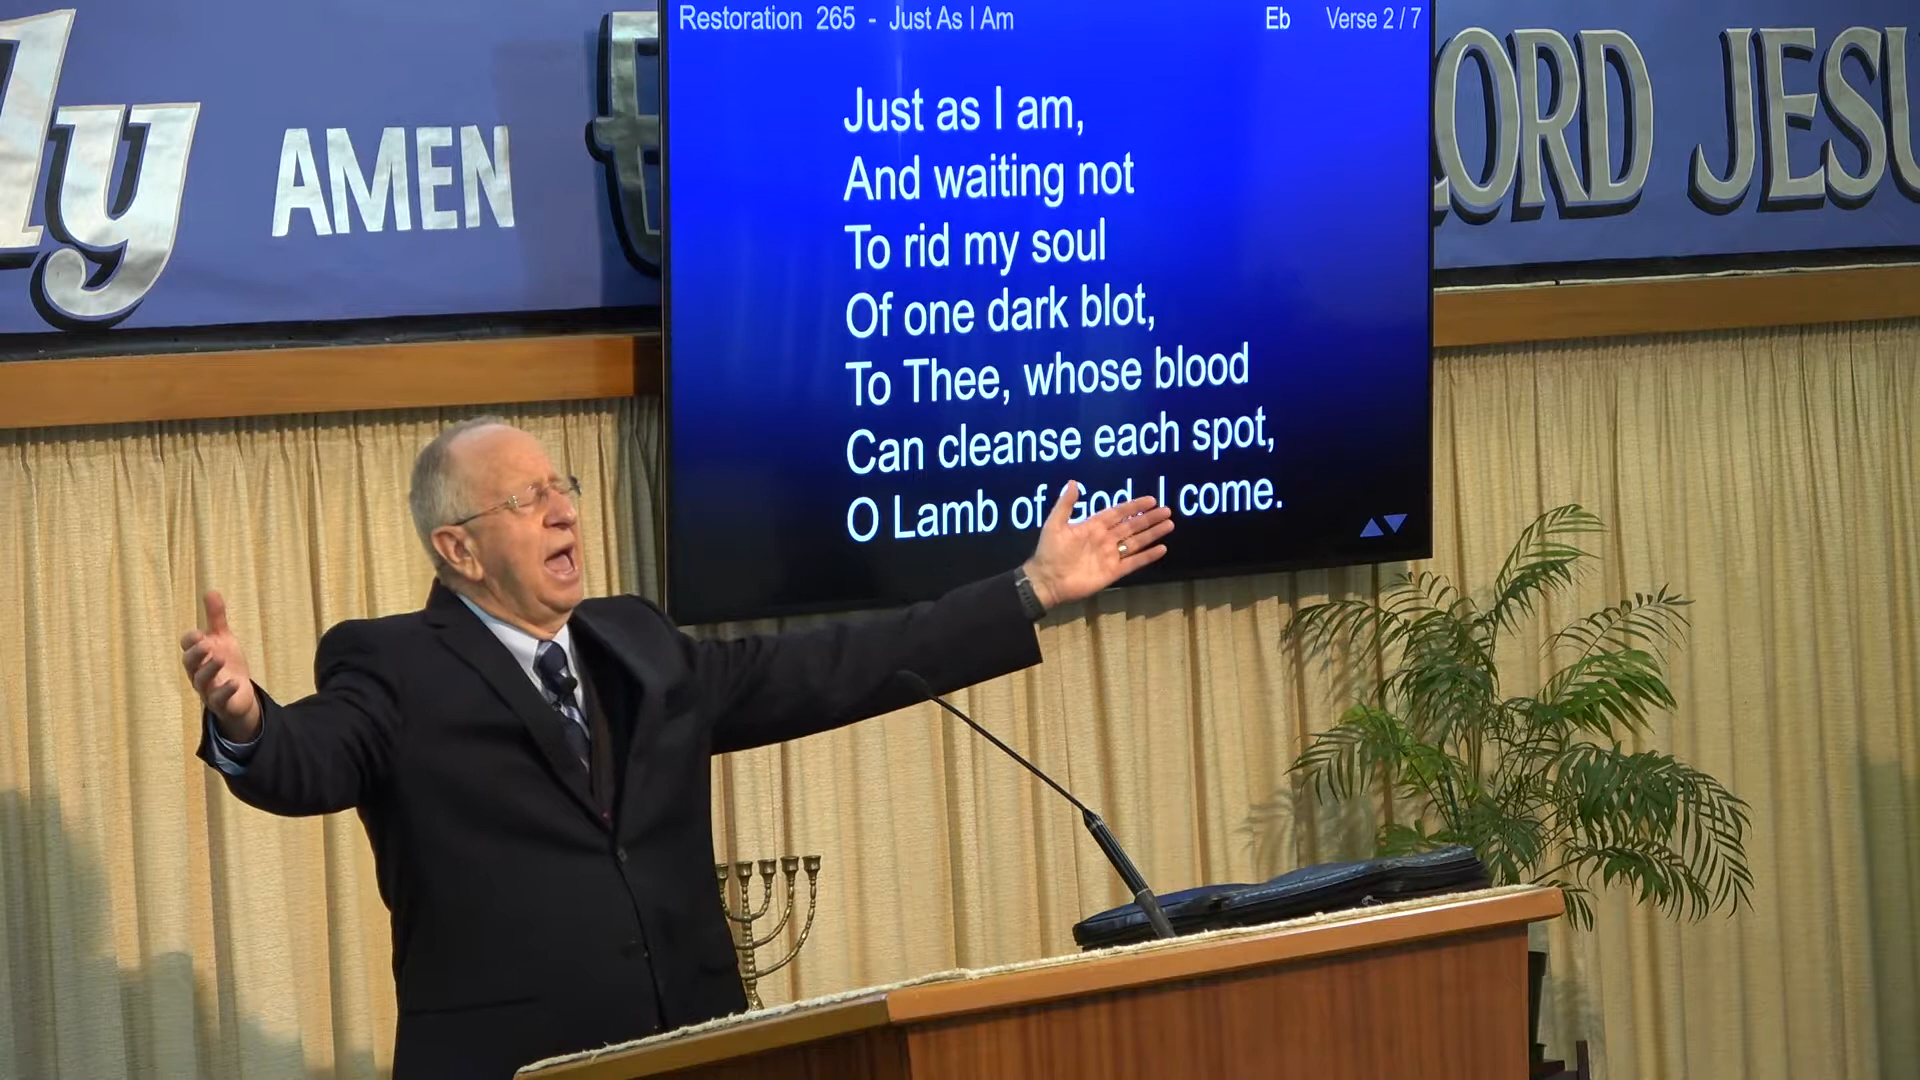 Restoration 265 - Just As I Am Eb Verse 2 / 7
Just as I am,
And waiting not
To rid my soul
Of one dark blot,
To Thee, whose blood
Can cleanse each spot,
O Lamb of God, I come.
ly AMEN
ORD JESU